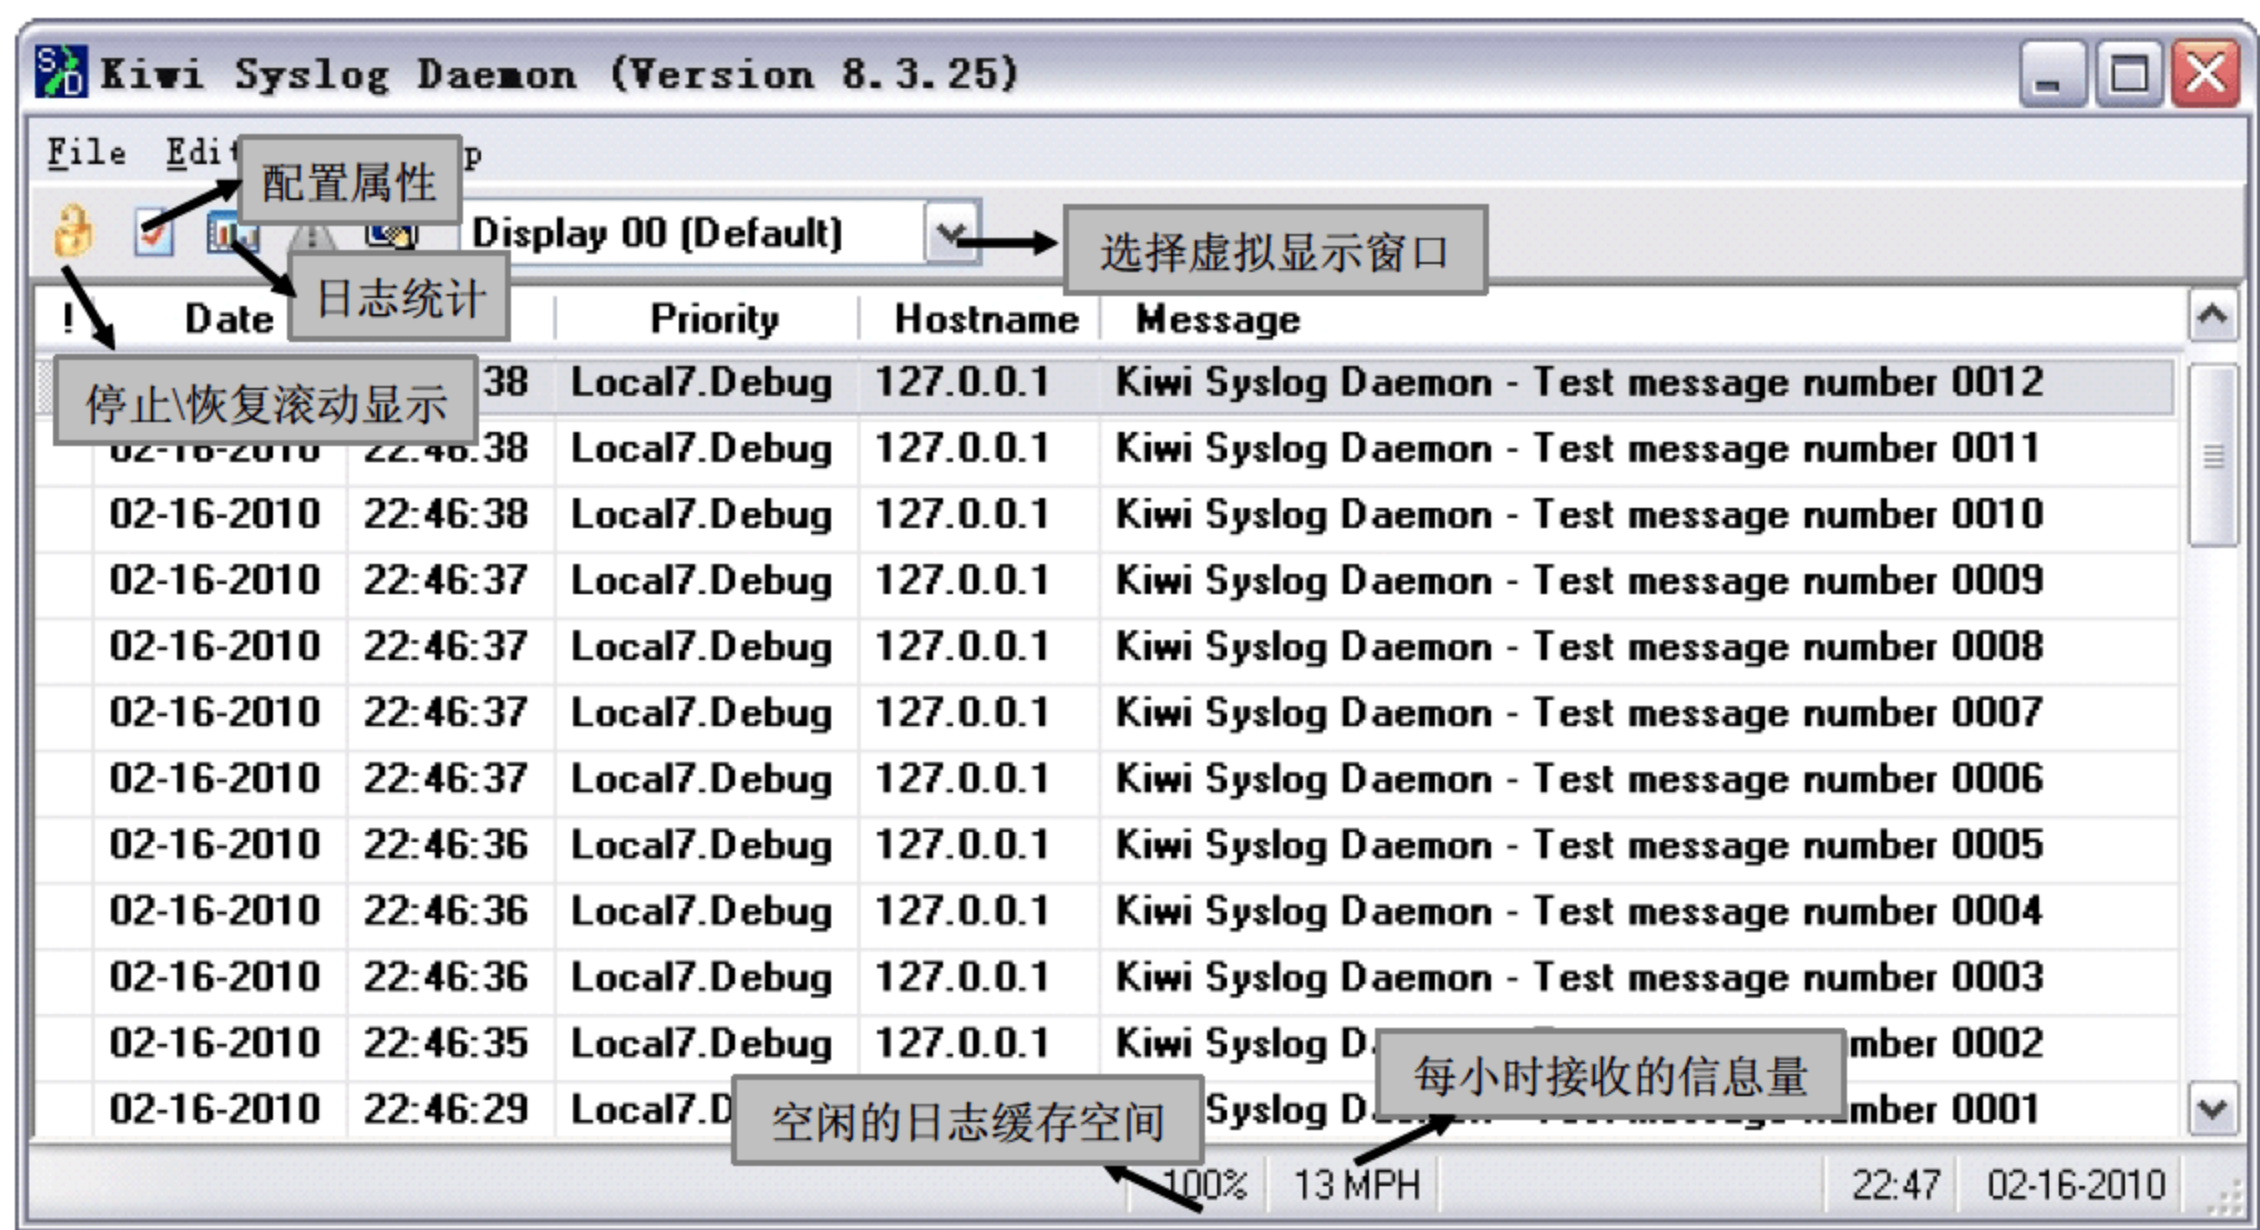 Kiwi Syslog Daemon (Version 8.3.25)
File Edit
配置属性
Display 00 (Default)
选择虚拟显示窗口
日志统计
! Date Priority Hostname Message
停止\恢复滚动显示
38 Local7.Debug 127.0.0.1 Kiwi Syslog Daemon - Test message number 0012
02-16-2010 22:46:38 Local7.Debug 127.0.0.1 Kiwi Syslog Daemon - Test message number 0011
02-16-2010 22:46:38 Local7.Debug 127.0.0.1 Kiwi Syslog Daemon - Test message number 0010
02-16-2010 22:46:37 Local7.Debug 127.0.0.1 Kiwi Syslog Daemon - Test message number 0009
02-16-2010 22:46:37 Local7.Debug 127.0.0.1 Kiwi Syslog Daemon - Test message number 0008
02-16-2010 22:46:37 Local7.Debug 127.0.0.1 Kiwi Syslog Daemon - Test message number 0007
02-16-2010 22:46:37 Local7.Debug 127.0.0.1 Kiwi Syslog Daemon - Test message number 0006
02-16-2010 22:46:36 Local7.Debug 127.0.0.1 Kiwi Syslog Daemon - Test message number 0005
02-16-2010 22:46:36 Local7.Debug 127.0.0.1 Kiwi Syslog Daemon - Test message number 0004
02-16-2010 22:46:36 Local7.Debug 127.0.0.1 Kiwi Syslog Daemon - Test message number 0003
02-16-2010 22:46:35 Local7.Debug 127.0.0.1 Kiwi Syslog 0002
每小时接收的信息量
02-16-2010 22:46:29 Syslog 0001
空闲的日志缓存空间
100% 13 MPH 22:47 02-16-2010